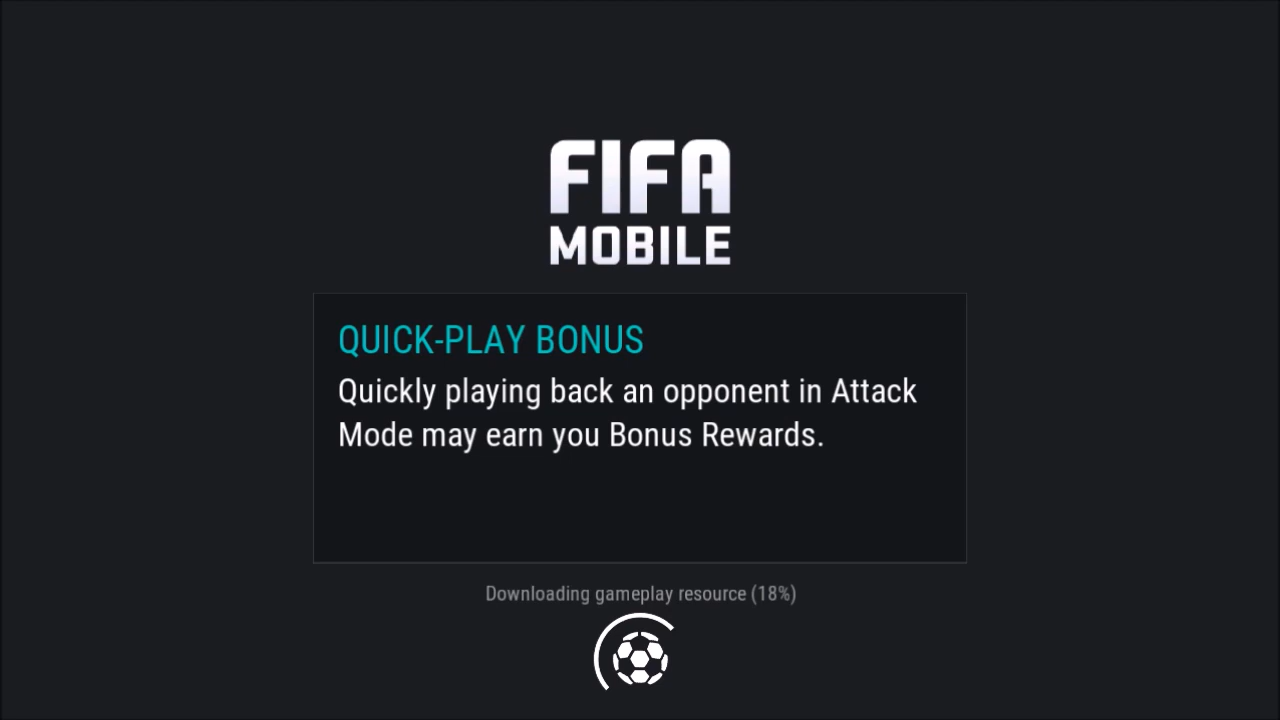 FIFA
MOBILE
QUICK-PLAY BONUS
Quickly playing back an opponent in Attack
Mode may earn you Bonus Rewards.
Downloading gameplay resource (18%)